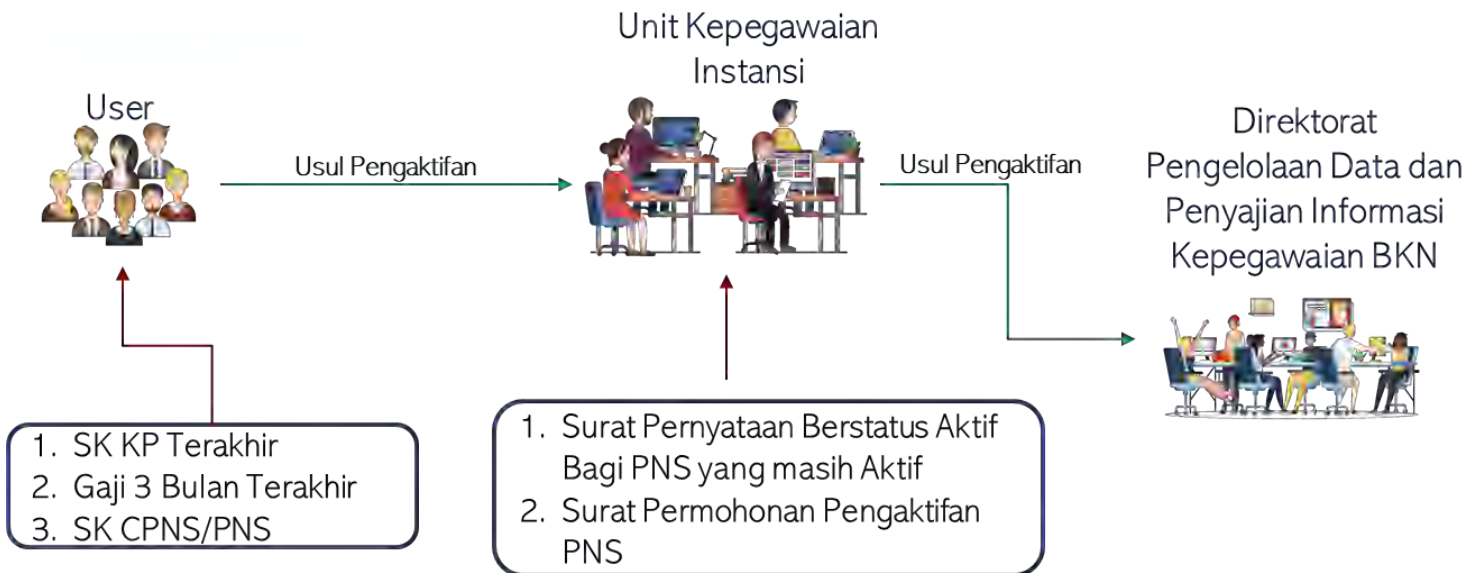 Unit Kepegawaian
Instansi
User
Direktorat
Pengelolaan Data dan
Penyajian Informasi
Kepegawaian BKN
Usul Pengaktifan
Usul Pengaktifan
1. SK KP Terakhir
2. Gaji 3 Bulan Terakhir
3. SK CPNS/PNS
1. Surat Pernyataan Berstatus Aktif
Bagi PNS yang masih Aktif
2. Surat Permohonan Pengaktifan
PNS